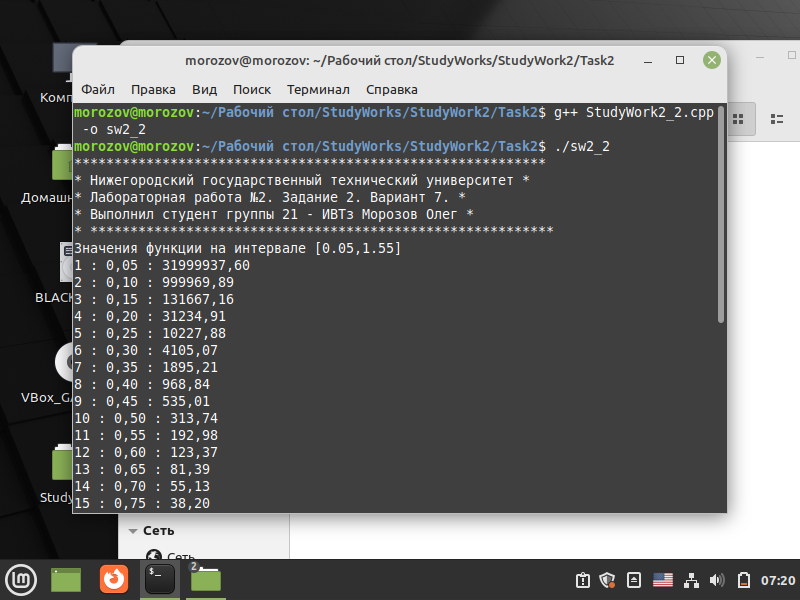 morozov@morozov: ~/Рабочий стол/StudyWorks/StudyWork2/Task2
Файл Правка Вид Поиск Терминал Справка
morozov@morozov:~/Рабочий стол/StudyWorks/StudyWork2/Task2$ g++ StudyWork2_2.cpp
-o sw2_2
morozov@morozov:~/Рабочий стол/StudyWorks/StudyWork2/Task2$ ./sw2_2
***********************************************************
* Нижегородский государственный технический университет *
* Лабораторная работа №2. Задание 2. Вариант 7. *
* Выполнил студент группы 21 - ИВТз Морозов Олег *
* **********************************************************
Значения функции на интервале [0.05,1.55]
1 : 0,05 : 31999937,60
2 : 0,10 : 999969,89
3 : 0,15 : 131667,16
4 : 0,20 : 31234,91
5 : 0,25 : 10227,88
6 : 0,30 : 4105,07
7 : 0,35 : 1895,21
8 : 0,40 : 968,84
9 : 0,45 : 535,01
10 : 0,50 : 313,74
11 : 0,55 : 192,98
12 : 0,60 : 123,37
13 : 0,65 : 81,39
14 : 0,70 : 55,13
15 : 0,75 : 38,20
Комп
Домашн
BLACK
VBox_GA
Study
Сеть
Сеть
$_
2
07:20